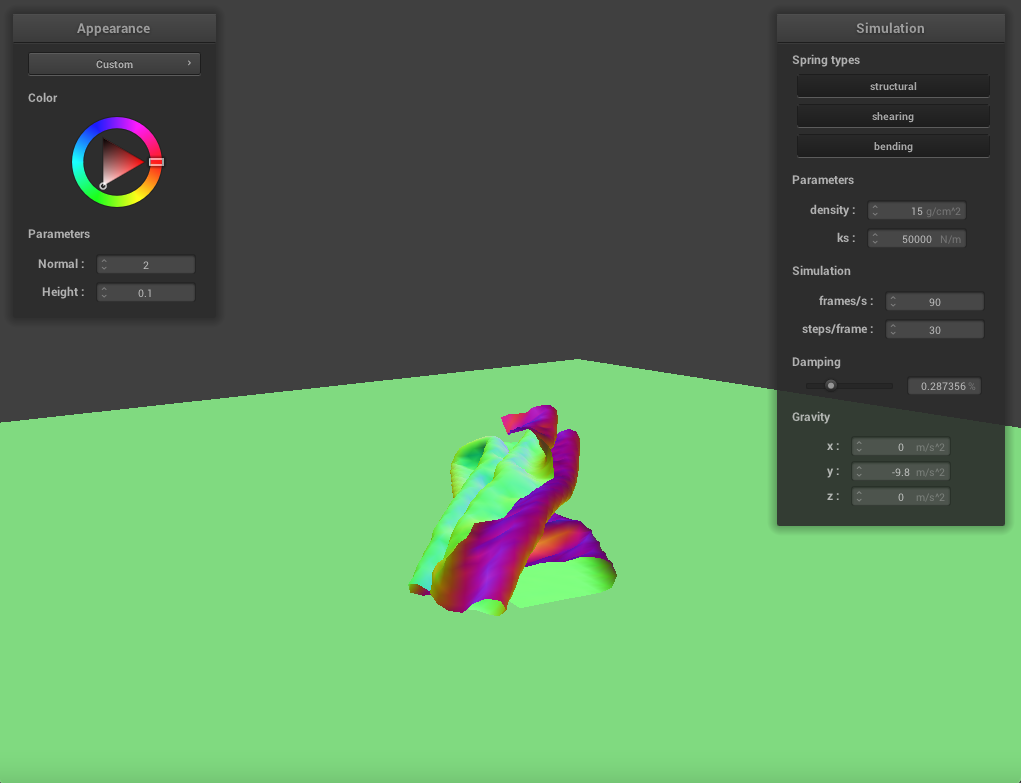 Appearance
Custom ›
Color
Parameters
Normal : 2
Height : 0.1
Simulation
Spring types
structural
shearing
bending
Parameters
density : 15 g/cm^2
ks : 50000 N/m
Simulation
frames/s : 90
steps/frame : 30
Damping
0.287356 %
Gravity
x : 0 m/s^2
y : -9.8 m/s^2
z : 0 m/s^2